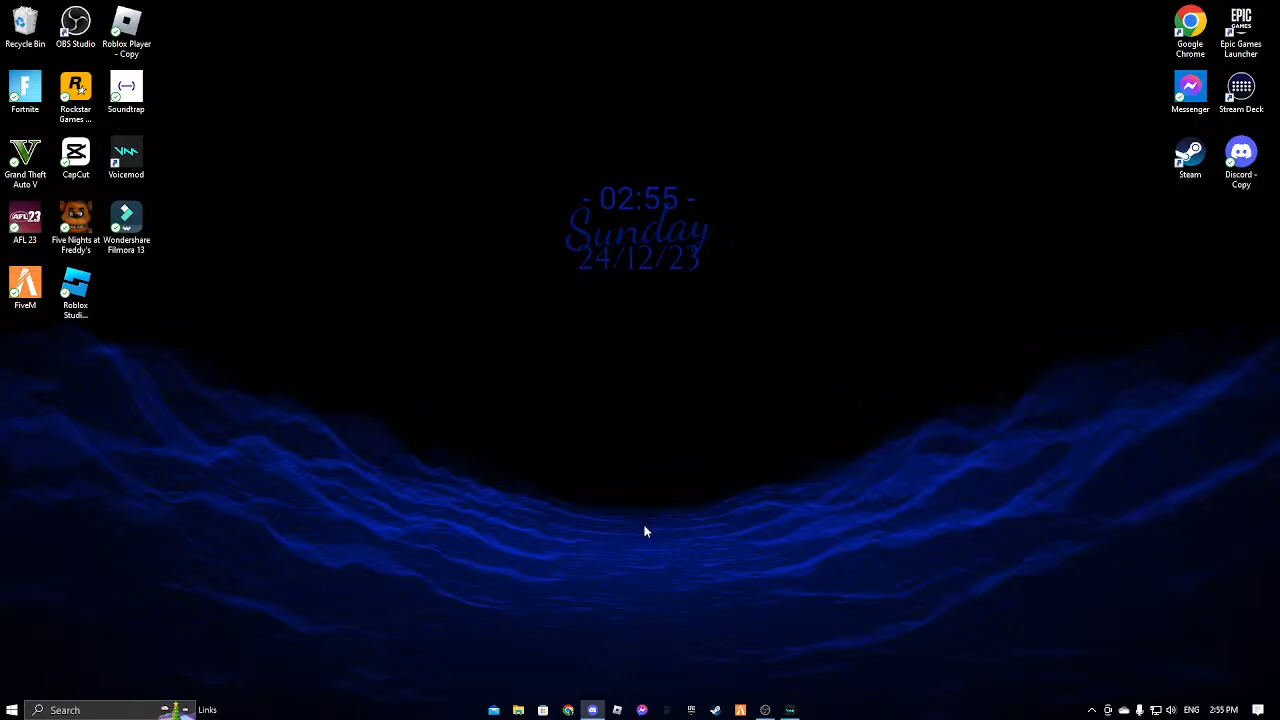 Recycle Bin
OBS Studio
Roblox Player
- Copy
Fortnite
Rockstar
Games ...
Soundtrap
Grand Theft
Auto V
CapCut
Voicemod
AFL 23
AFL 23
Five Nights at
Freddy's
Wondershare
Filmora 13
FiveM
Roblox
Studi...
- 02:55 -
Sunday
24/12/23
Google
Chrome
EPIC
GAMES
Epic Games
Launcher
Messenger
Stream Deck
Steam
Discord -
Copy
Search
Links
2:55 PM